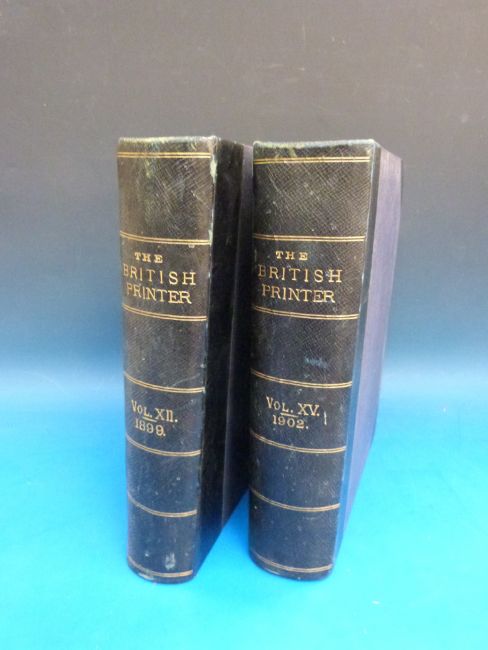 THE
BRITISH
PRINTER
VOL. XII.
1899.
THE
BRITISH
PRINTER
VOL. XV.
1902.